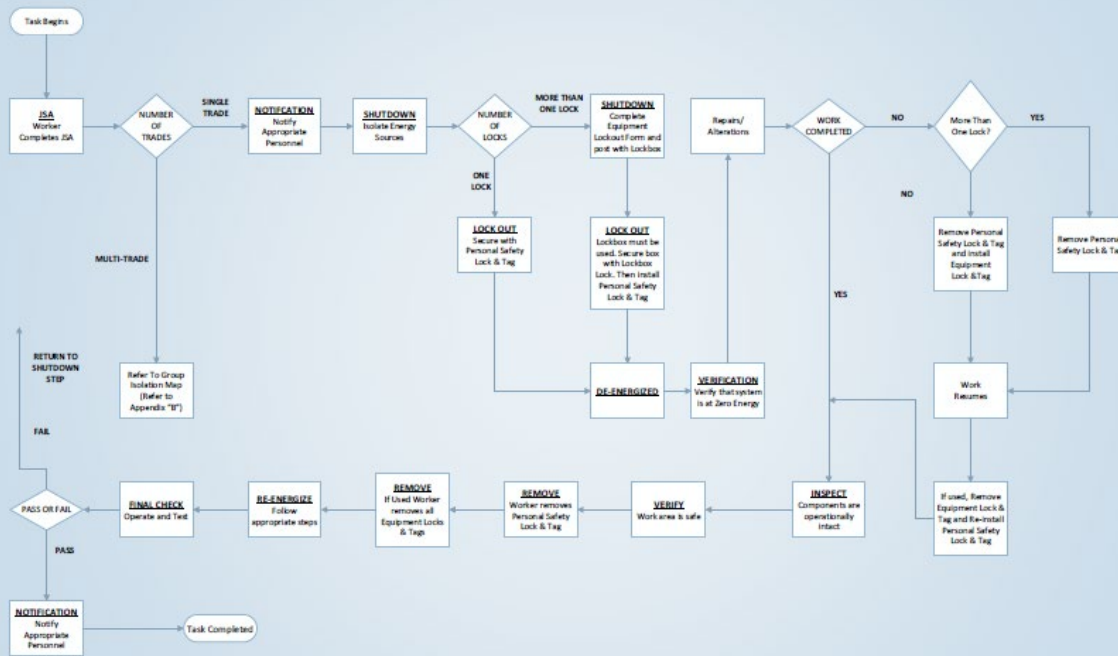 Task Begins
JSA
Worker
Completes JSA
NUMBER
OF
TRADES
SINGLE
TRADE
NOTIFCATION
Notify
Appropriate
Personnel
SHUTDOWN
Isolate Energy
Sources
NUMBER
OF
LOCKS
MORE THAN
ONE LOCK
SHUTDOWN
Complete
Equipment
Lockout Form and
post with Lockbox
Repairs/
Alterations
WORK
COMPLETED
NO
More Than
One Lock?
YES
ONE
LOCK
NO
LOCK OUT
Secure with
Personal Safety
Lock & Tag
LOCK OUT
Lockbox must be
used. Secure box
with Lockbox
Lock. Then install
Personal Safety
Lock & Tag
Remove Personal
Safety Lock & Tag
and Install
Equipment
Lock &Tag
Remove Personal
Safety Lock & Ta
MULTI-TRADE
YES
RETURN TO
SHUTDOWN
STEP
Refer To Group
Isolation Map
(Refer to
Appendix "B")
DE-ENERGIZED
VERIFICATION
Verify that system
is at Zero Energy
Work
Resumes
FAIL
PASS OR FAIL
FINAL CHECK
Operate and Test
RE-ENERGIZE
Follow
appropriate steps
REMOVE
If Used Worker
removes all
Equipment Locks &
Tags
REMOVE
Worker removes
Personal Safety
Lock & Tag
VERIFY
Work area is safe
INSPECT
Components are
operationally
intact
If used, Remove
Equipment Lock &
Tag and Re-Install
Personal Safety
Lock & Tag
PASS
NOTIFICATION
Notify
Appropriate
Personnel
Task Completed